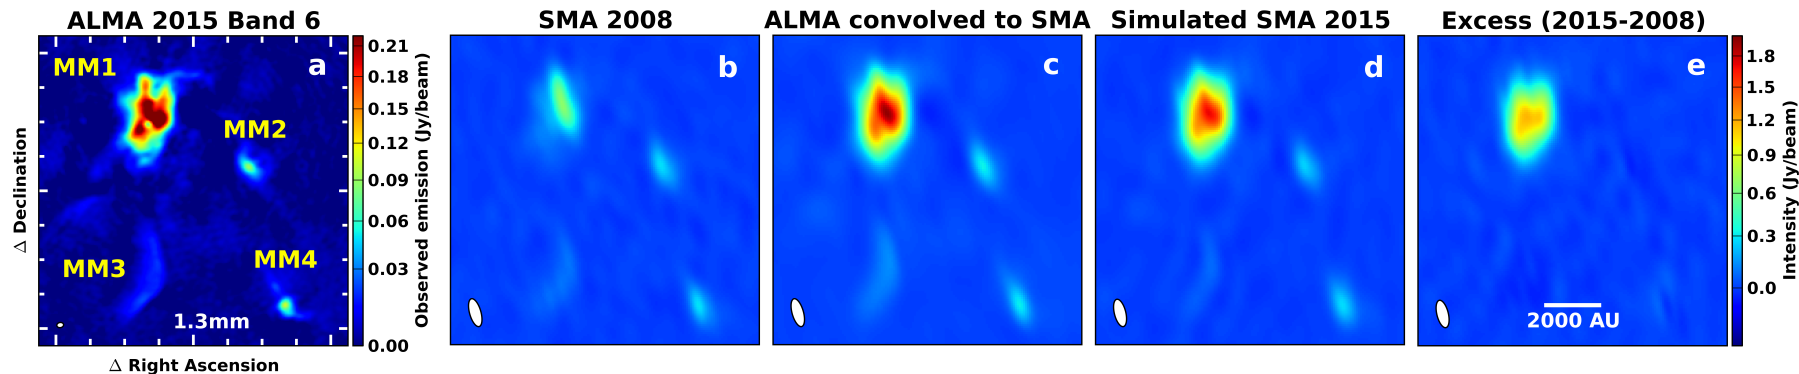 ALMA 2015 Band 6
SMA 2008
ALMA convolved to SMA
Simulated SMA 2015
Excess (2015-2008)
MM1
a
MM2
MM3
MM4
1.3mm
Δ Declination
Δ Right Ascension
0.21
0.18
0.15
0.12
0.09
0.06
0.03
0.00
Observed emission (Jy/beam)
b
c
d
e
2000 AU
1.8
1.5
1.2
0.9
0.6
0.3
0.0
Intensity (Jy/beam)